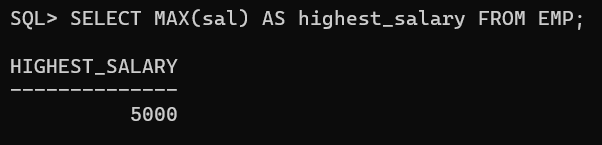 SQL> SELECT MAX(sal) AS highest_salary FROM EMP;
HIGHEST_SALARY
--------------
5000